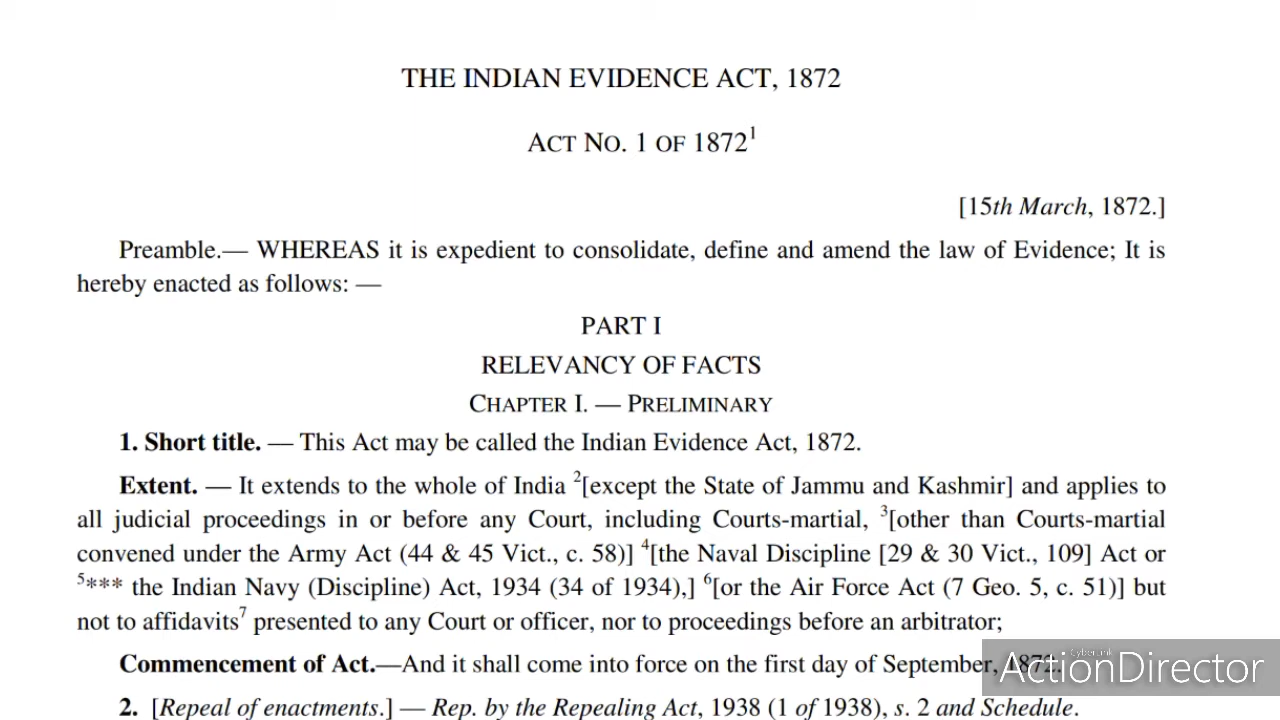 THE INDIAN EVIDENCE ACT, 1872
ACT NO. 1 OF 1872¹
[15th March, 1872.]
Preamble.— WHEREAS it is expedient to consolidate, define and amend the law of Evidence; It is
hereby enacted as follows: —
PART I
RELEVANCY OF FACTS
CHAPTER I. — PRELIMINARY
1. Short title. — This Act may be called the Indian Evidence Act, 1872.
Extent. — It extends to the whole of India ²[except the State of Jammu and Kashmir] and applies to
all judicial proceedings in or before any Court, including Courts-martial, ³[other than Courts-martial
convened under the Army Act (44 & 45 Vict., c. 58)] ⁴[the Naval Discipline [29 & 30 Vict., 109] Act or
⁵*** the Indian Navy (Discipline) Act, 1934 (34 of 1934),] ⁶[or the Air Force Act (7 Geo. 5, c. 51)] but
not to affidavits⁷ presented to any Court or officer, nor to proceedings before an arbitrator;
Commencement of Act.—And it shall come into force on the first day of September, 1872.
CyberLink
ActionDirector
2. [Repeal of enactments.] — Rep. by the Repealing Act, 1938 (1 of 1938), s. 2 and Schedule.